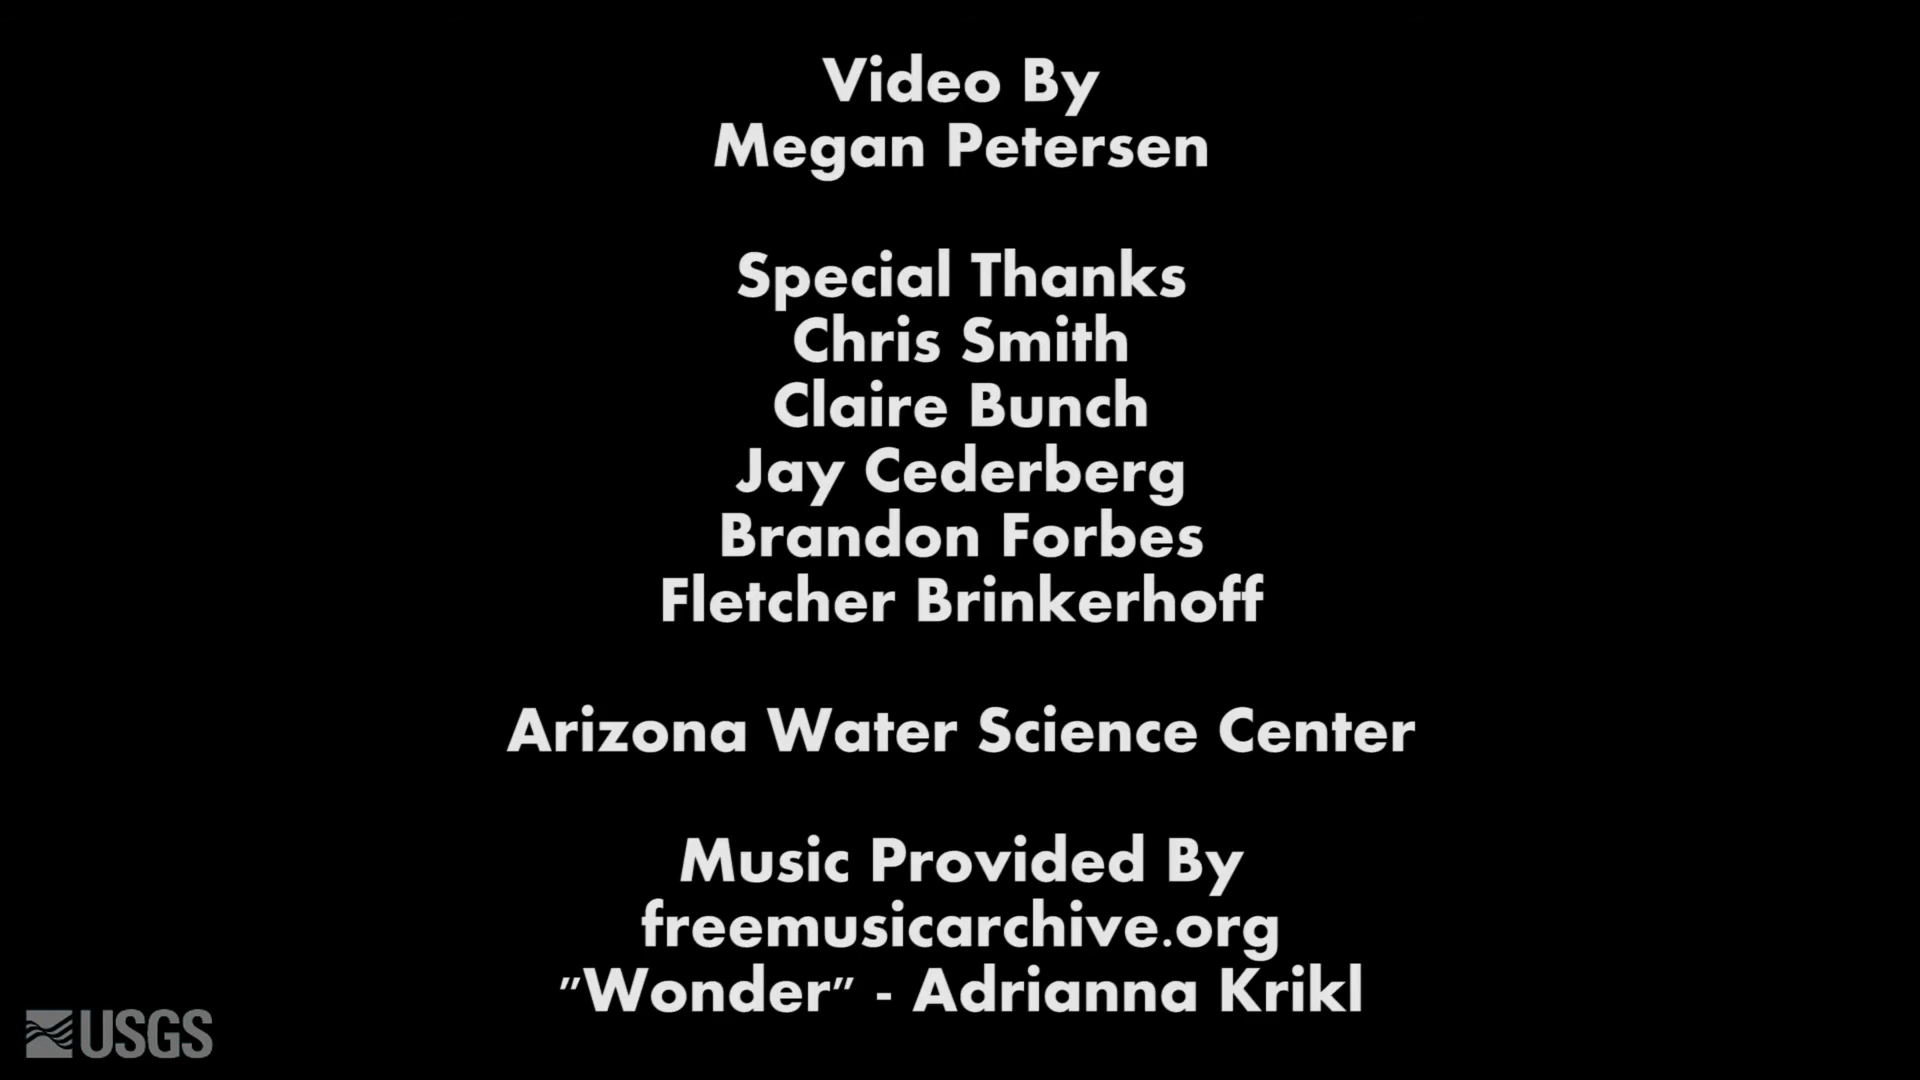 Video By
Megan Petersen
Special Thanks
Chris Smith
Claire Bunch
Jay Cederberg
Brandon Forbes
Fletcher Brinkerhoff
Arizona Water Science Center
Music Provided By
freemusicarchive.org
"Wonder" - Adrianna Krikl
USGS